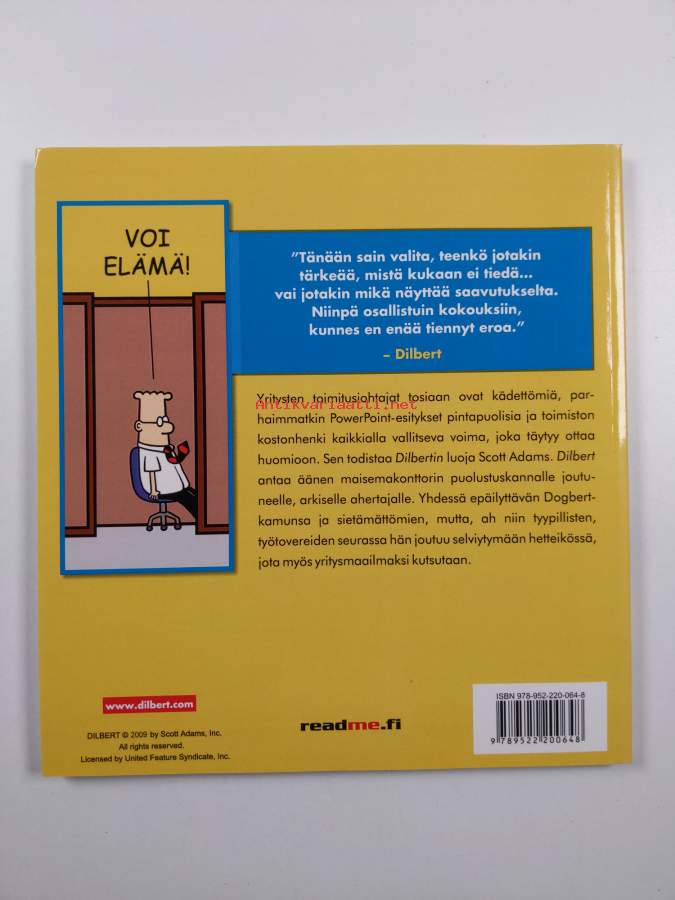 VOI
ELÄMÄ!
”Tänään sain valita, teenkö jotakin
tärkeää, mistä kukaan ei tiedä...
vai jotakin mikä näyttää saavutukselta.
Niinpä osallistuin kokouksiin,
kunnes en enää tiennyt eroa.”
– Dilbert
Yritysten toimitusjohtajat tosiaan ovat kädettömiä, par-
Antikvariaatti.net
haimmatkin PowerPoint-esitykset pintapuolisia ja toimiston
kostonhenki kaikkialla vallitseva voima, joka täytyy ottaa
huomioon. Sen todistaa Dilbertin luoja Scott Adams. Dilbert
antaa äänen maisemakonttorin puolustuskannalle joutu-
neelle, arkiselle ahertajalle. Yhdessä epäilyttävän Dogbert-
kamunsa ja sietämättömien, mutta, ah niin tyypillisten,
työtovereiden seurassa hän joutuu selviytymään hetteikössä,
jota myös yritysmaailmaksi kutsutaan.
www.dilbert.com
DILBERT © 2009 by Scott Adams, Inc.
All rights reserved.
Licensed by United Feature Syndicate, Inc.
readme.fi
ISBN 978-952-220-064-8
9 789522 200648